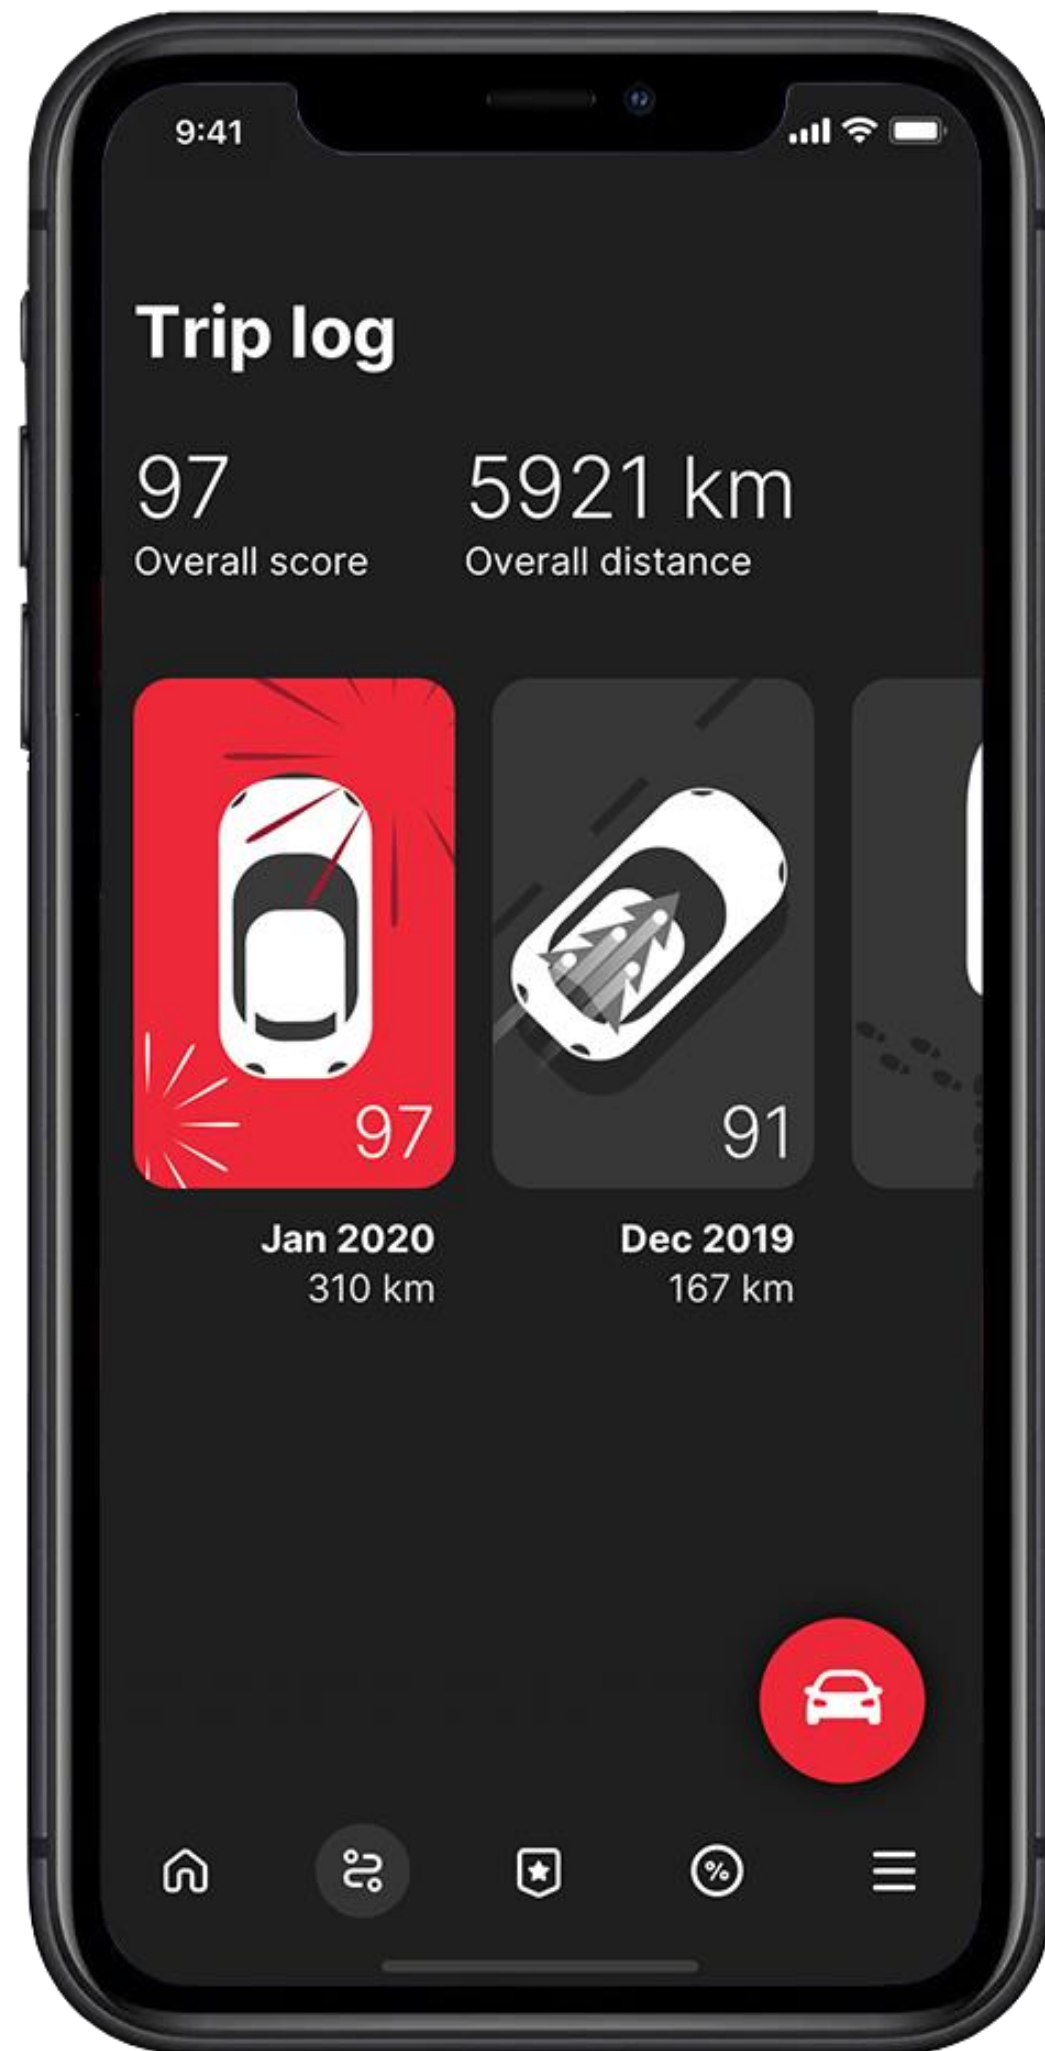 9:41
Trip log
97
Overall score
5921 km
Overall distance
97
Jan 2020
310 km
91
Dec 2019
167 km
%